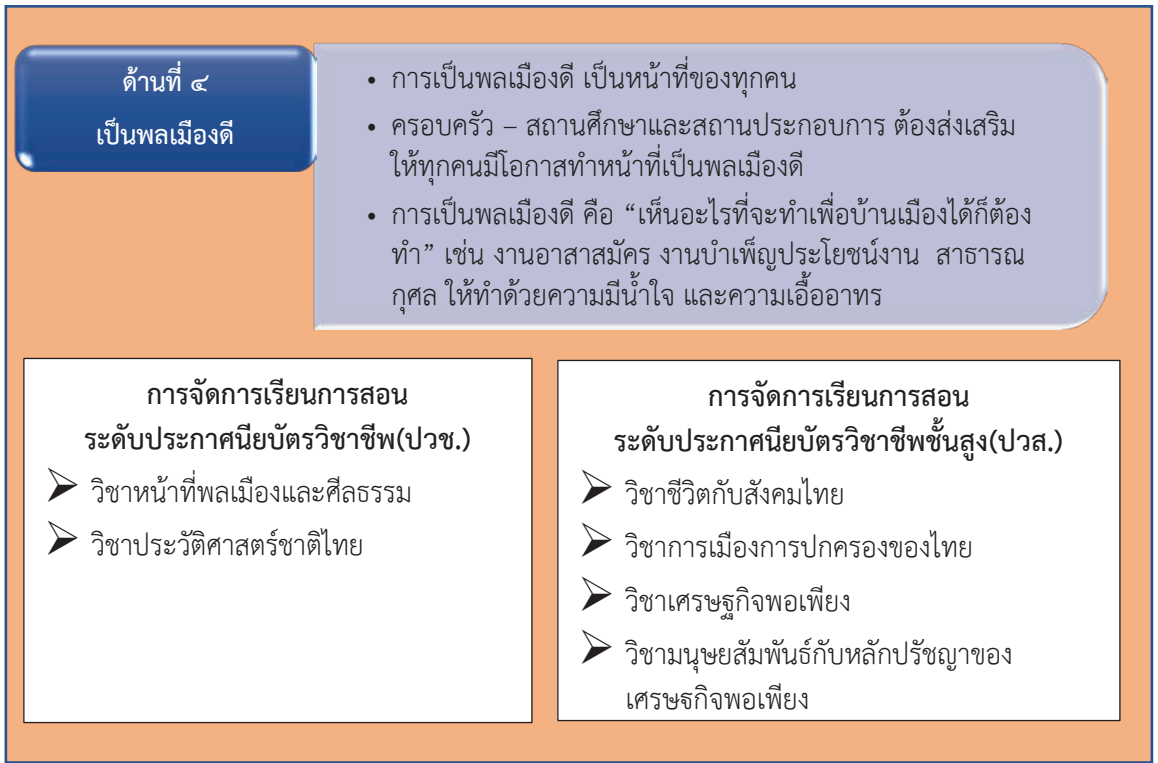 ด้านที่ ๔
เป็นพลเมืองดี
• การเป็นพลเมืองดี เป็นหน้าที่ของทุกคน
• ครอบครัว – สถานศึกษาและสถานประกอบการ ต้องส่งเสริม
ให้ทุกคนมีโอกาสทำหน้าที่เป็นพลเมืองดี
• การเป็นพลเมืองดี คือ “เห็นอะไรที่จะทำเพื่อบ้านเมืองได้ก็ต้อง
ทำ” เช่น งานอาสาสมัคร งานบำเพ็ญประโยชน์งาน สาธารณ
กุศล ให้ทำด้วยความมีน้ำใจ และความเอื้ออาทร
การจัดการเรียนการสอน
ระดับประกาศนียบัตรวิชาชีพ(ปวช.)
➢ วิชาหน้าที่พลเมืองและศีลธรรม
➢ วิชาประวัติศาสตร์ชาติไทย
การจัดการเรียนการสอน
ระดับประกาศนียบัตรวิชาชีพชั้นสูง(ปวส.)
➢ วิชาชีวิตกับสังคมไทย
➢ วิชาการเมืองการปกครองของไทย
➢ วิชาเศรษฐกิจพอเพียง
➢ วิชามนุษยสัมพันธ์กับหลักปรัชญาของ
เศรษฐกิจพอเพียง